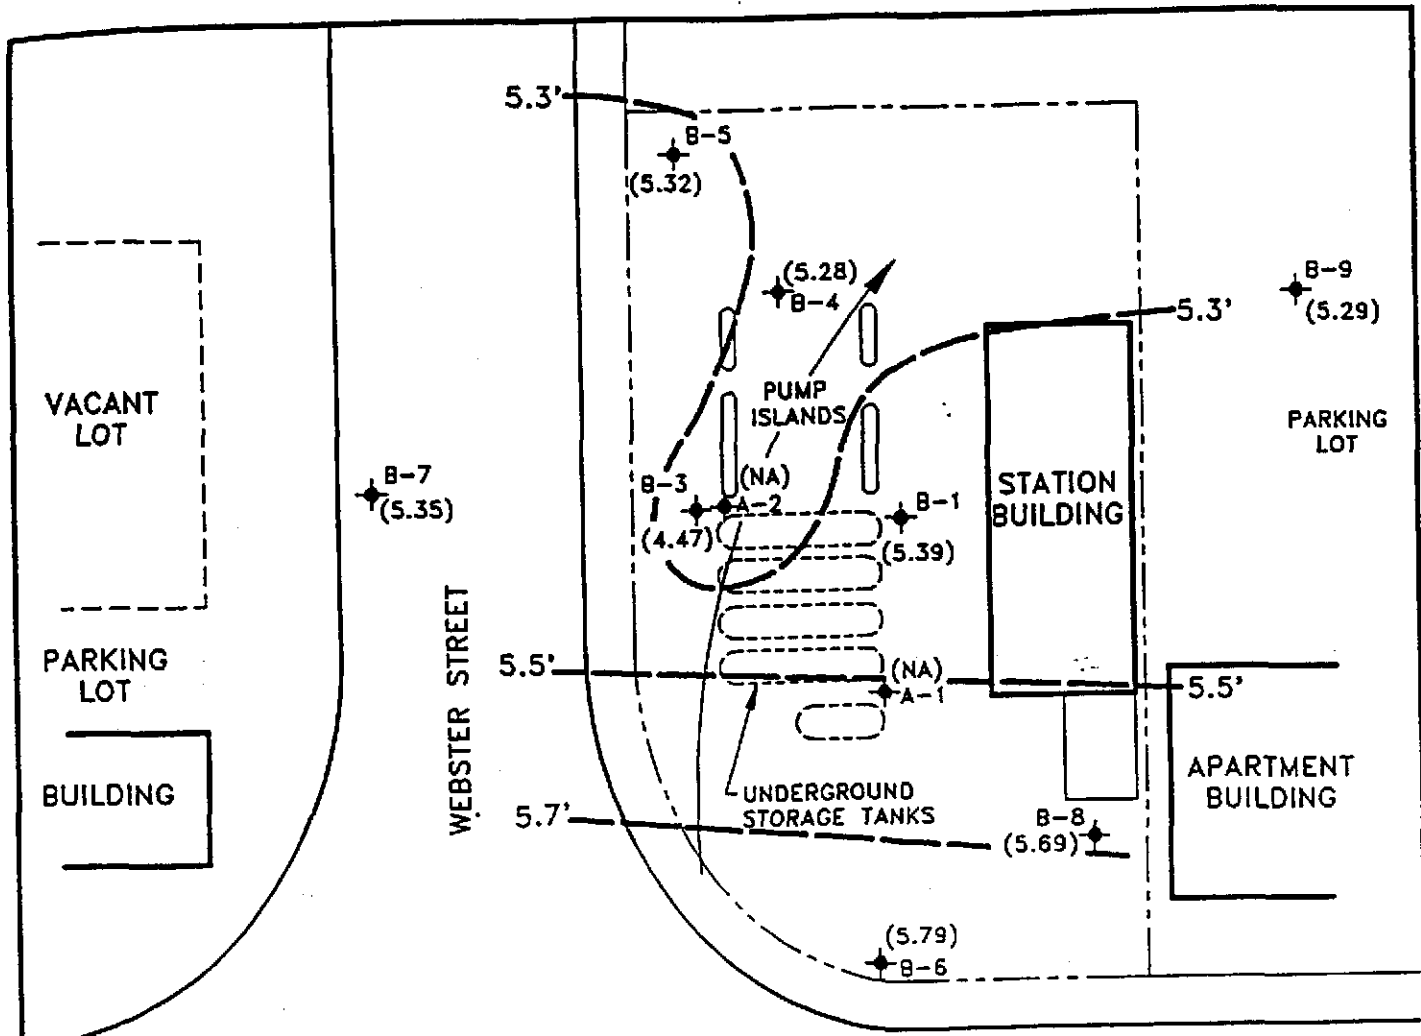 5.3'
B-5
(5.32)
(5.28)
B-4
B-9
(5.29)
5.3'
PUMP
ISLANDS
VACANT
LOT
PARKING
LOT
B-7
(5.35)
B-3
(NA)
A-2
(4.47)
B-1
(5.39)
STATION
BUILDING
WEBSTER STREET
PARKING
LOT
5.5'
(NA)
A-1
5.5'
BUILDING
UNDERGROUND
STORAGE TANKS
APARTMENT
BUILDING
5.7'
B-8
(5.69)
(5.79)
B-6